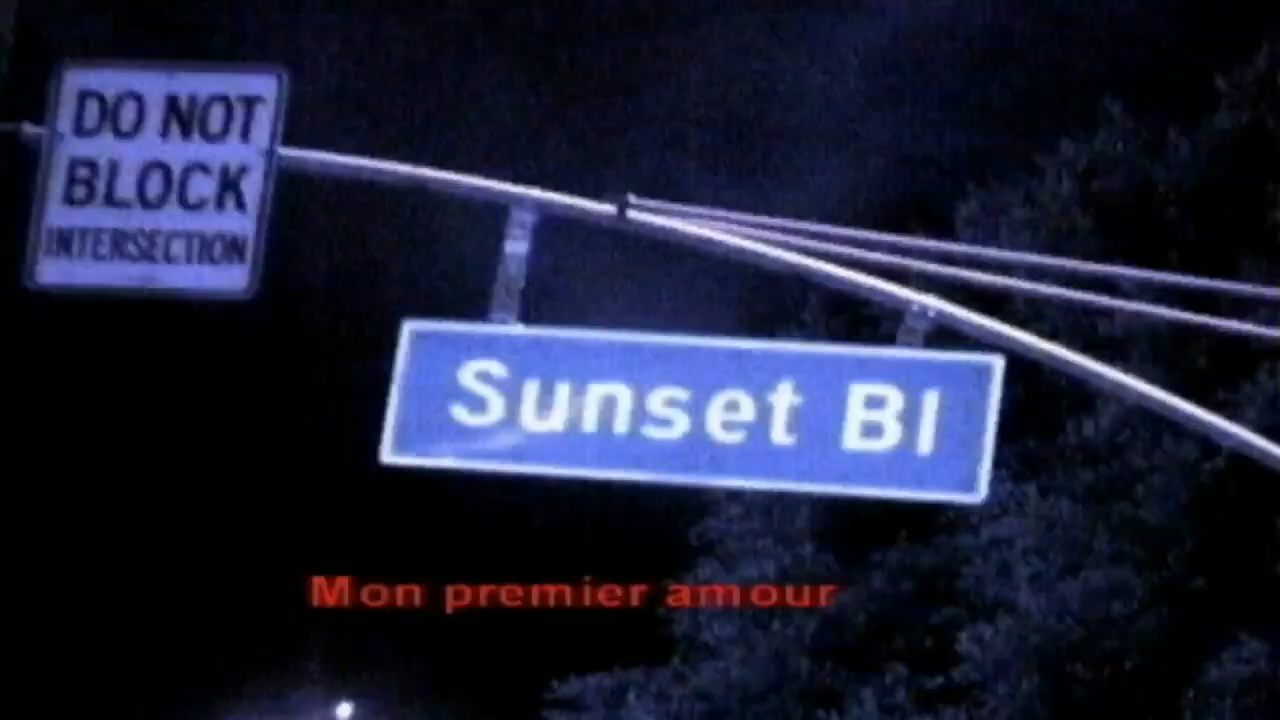 DO NOT
BLOCK
INTERSECTION
Sunset Bl
Mon premier amour